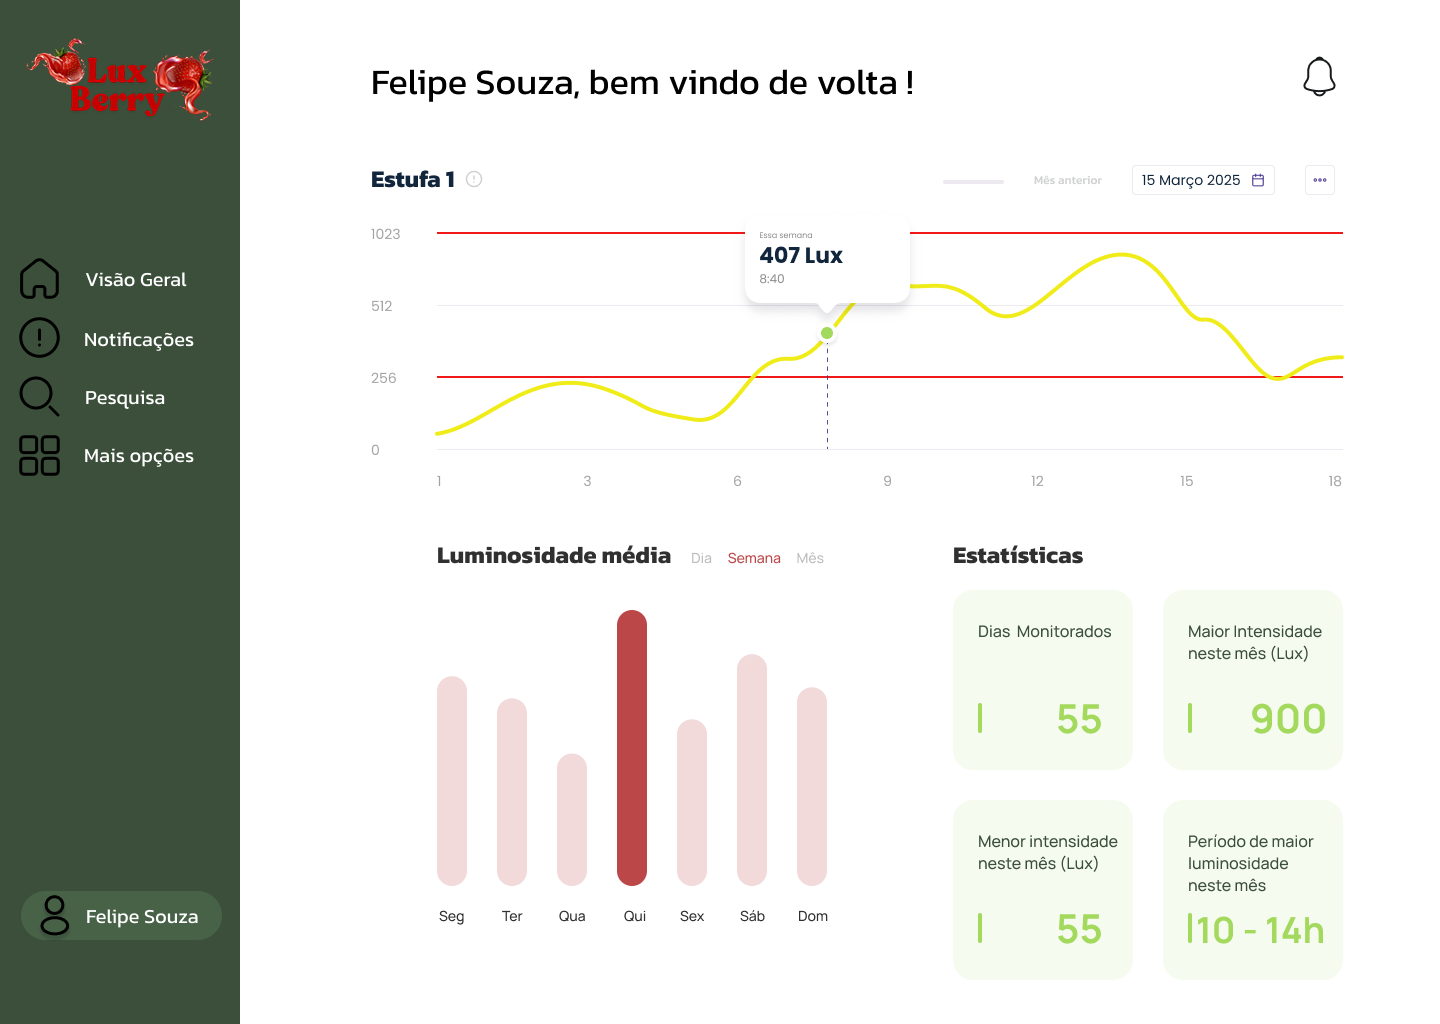 Lux
Berry
Felipe Souza, bem vindo de volta !
Visão Geral
Notificações
Pesquisa
Mais opções
Felipe Souza
Estufa 1
Mês anterior
15 Março 2025
1023
512
256
0
Essa semana
407 Lux
8:40
1 3 6 9 12 15 18
Luminosidade média
Dia Semana Mês
Seg Ter Qua Qui Sex Sáb Dom
Estatísticas
Dias Monitorados
55
Maior Intensidade
neste mês (Lux)
900
Menor intensidade
neste mês (Lux)
55
Período de maior
luminosidade
neste mês
10 - 14h